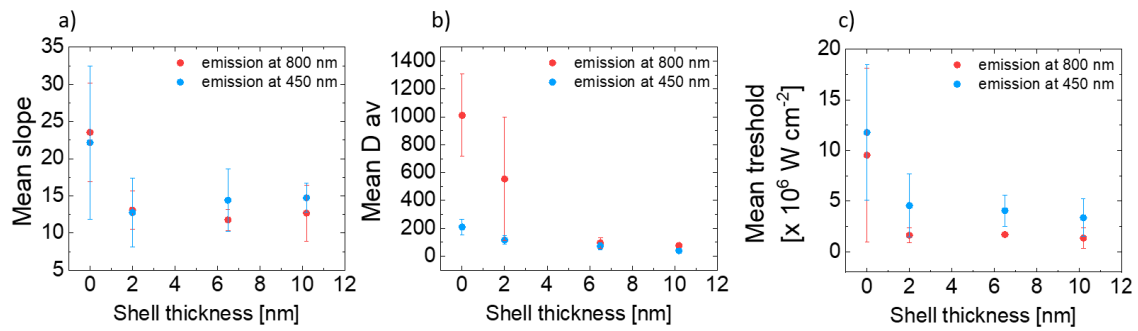 a)
35
30
25
20
15
10
5
Mean slope
emission at 800 nm
emission at 450 nm
0 2 4 6 8 10 12
Shell thickness [nm]
b)
1400
1200
1000
800
600
400
200
0
Mean D av
emission at 800 nm
emission at 450 nm
0 2 4 6 8 10 12
Shell thickness [nm]
c)
20
15
10
5
0
Mean treshold
[x 10⁶ W cm⁻²]
emission at 800 nm
emission at 450 nm
0 2 4 6 8 10 12
Shell thickness [nm]